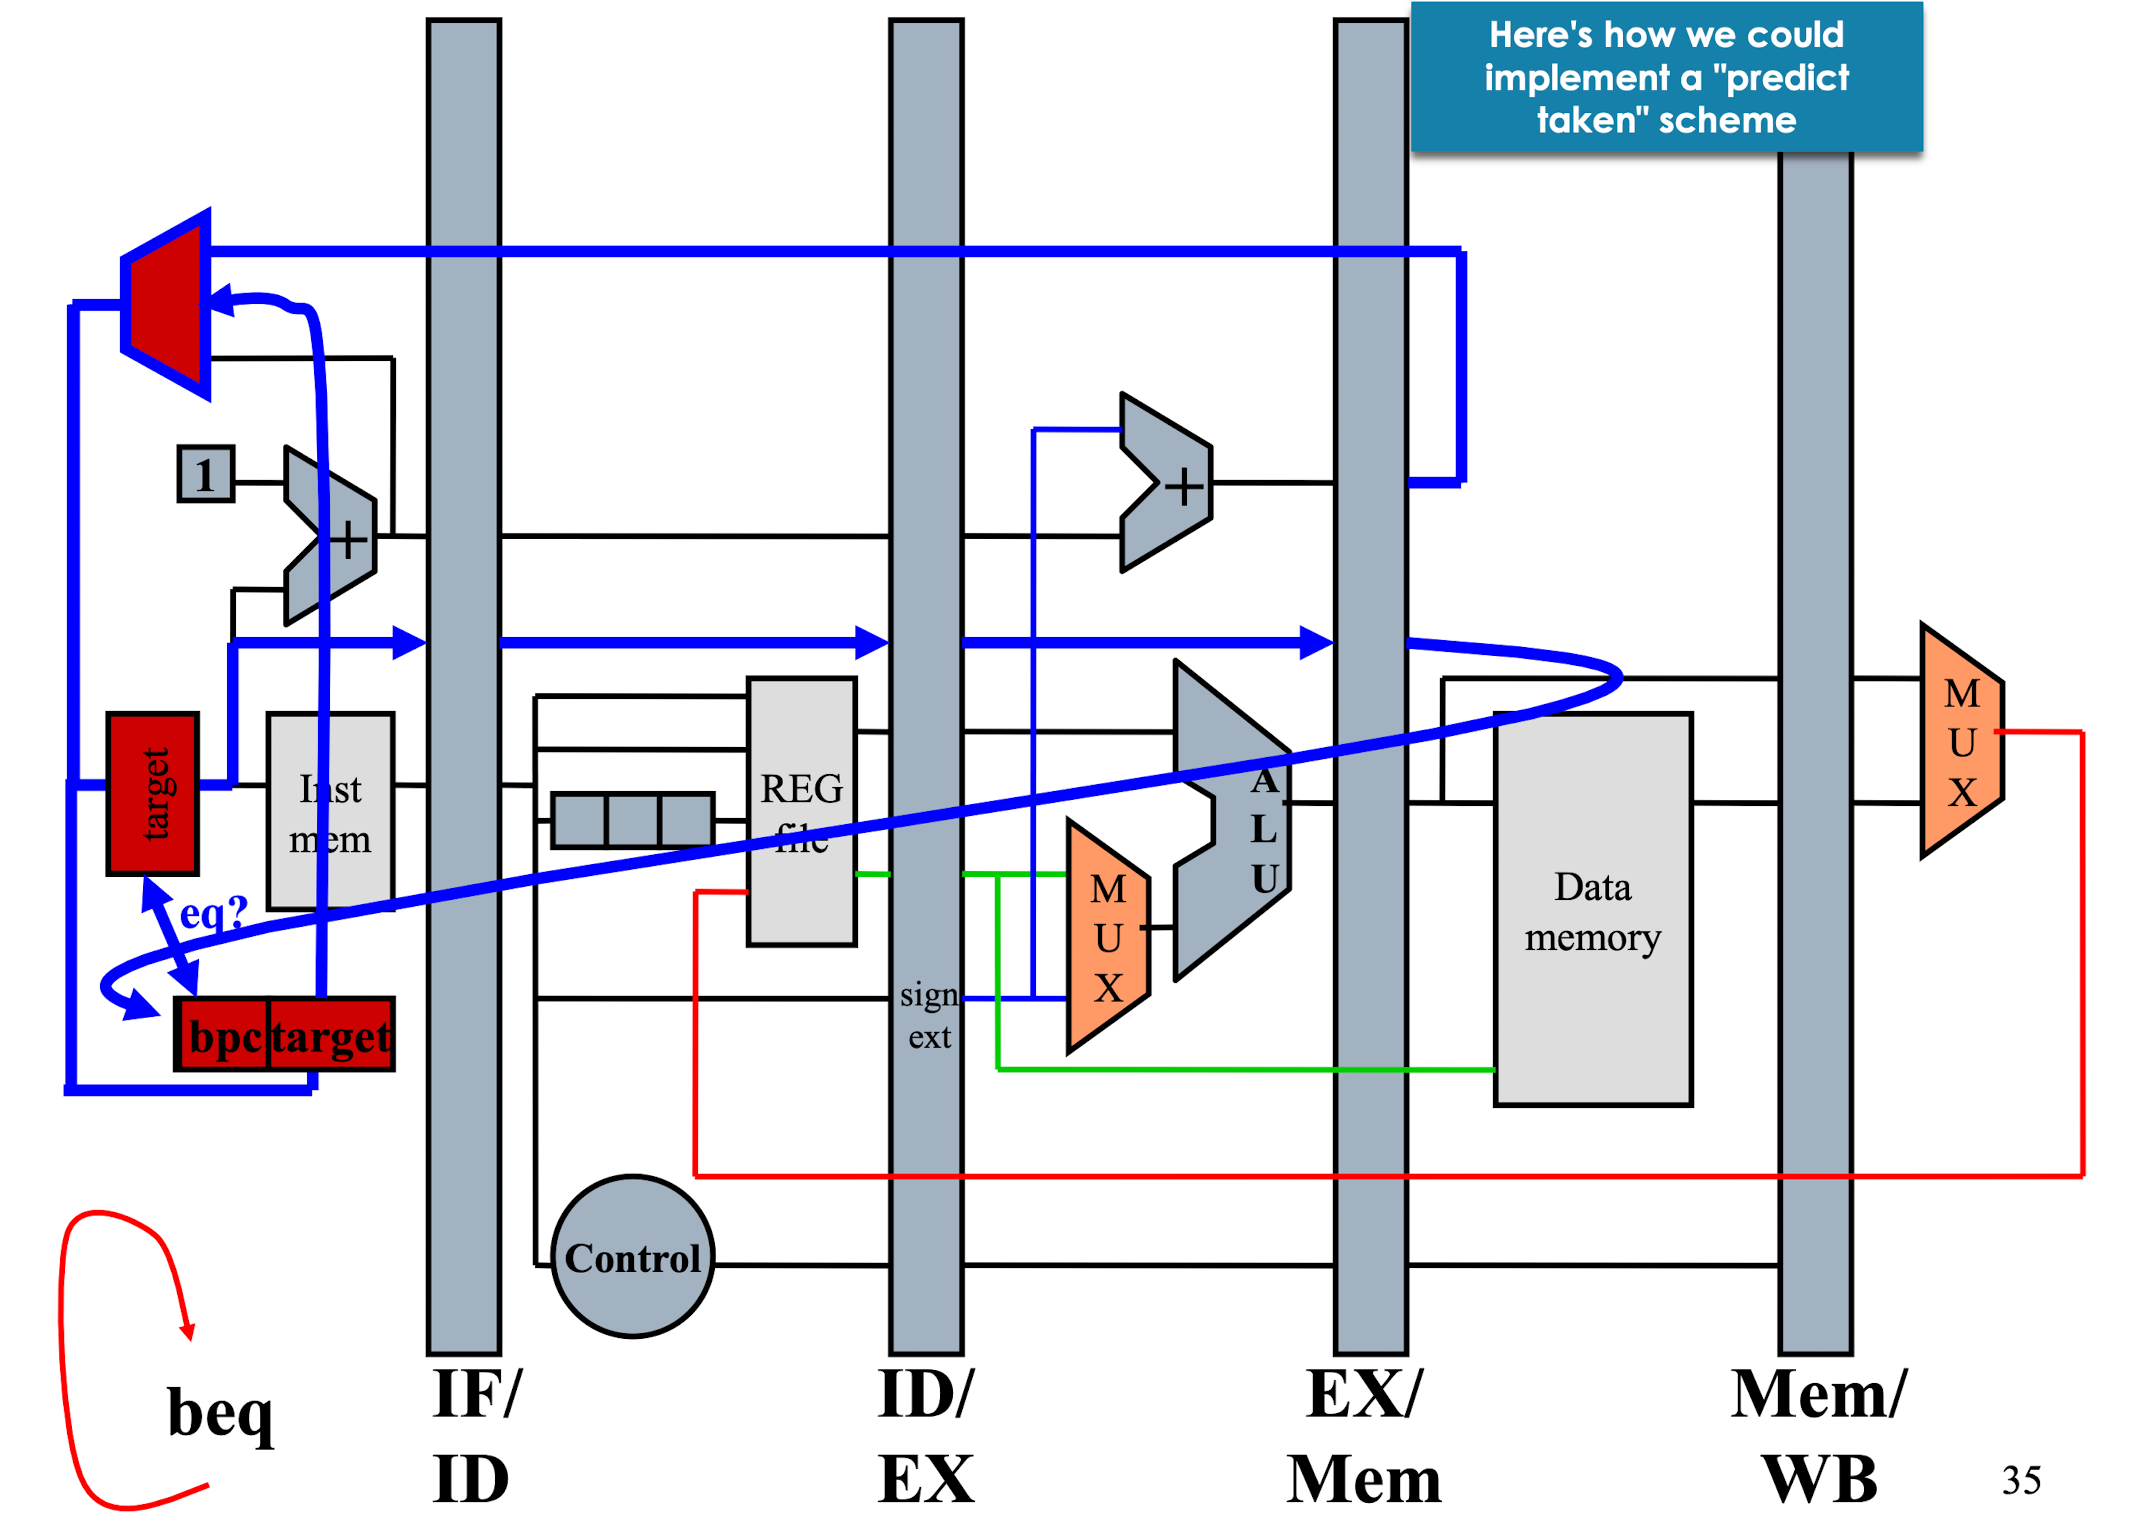 Here's how we could
implement a "predict
taken" scheme
1
+
+
target
Inst
mem
REG
file
A
L
U
M
U
X
M
U
X
Data
memory
eq?
bpc
target
sign
ext
Control
beq
IF/
ID
ID/
EX
EX/
Mem
Mem/
WB
35